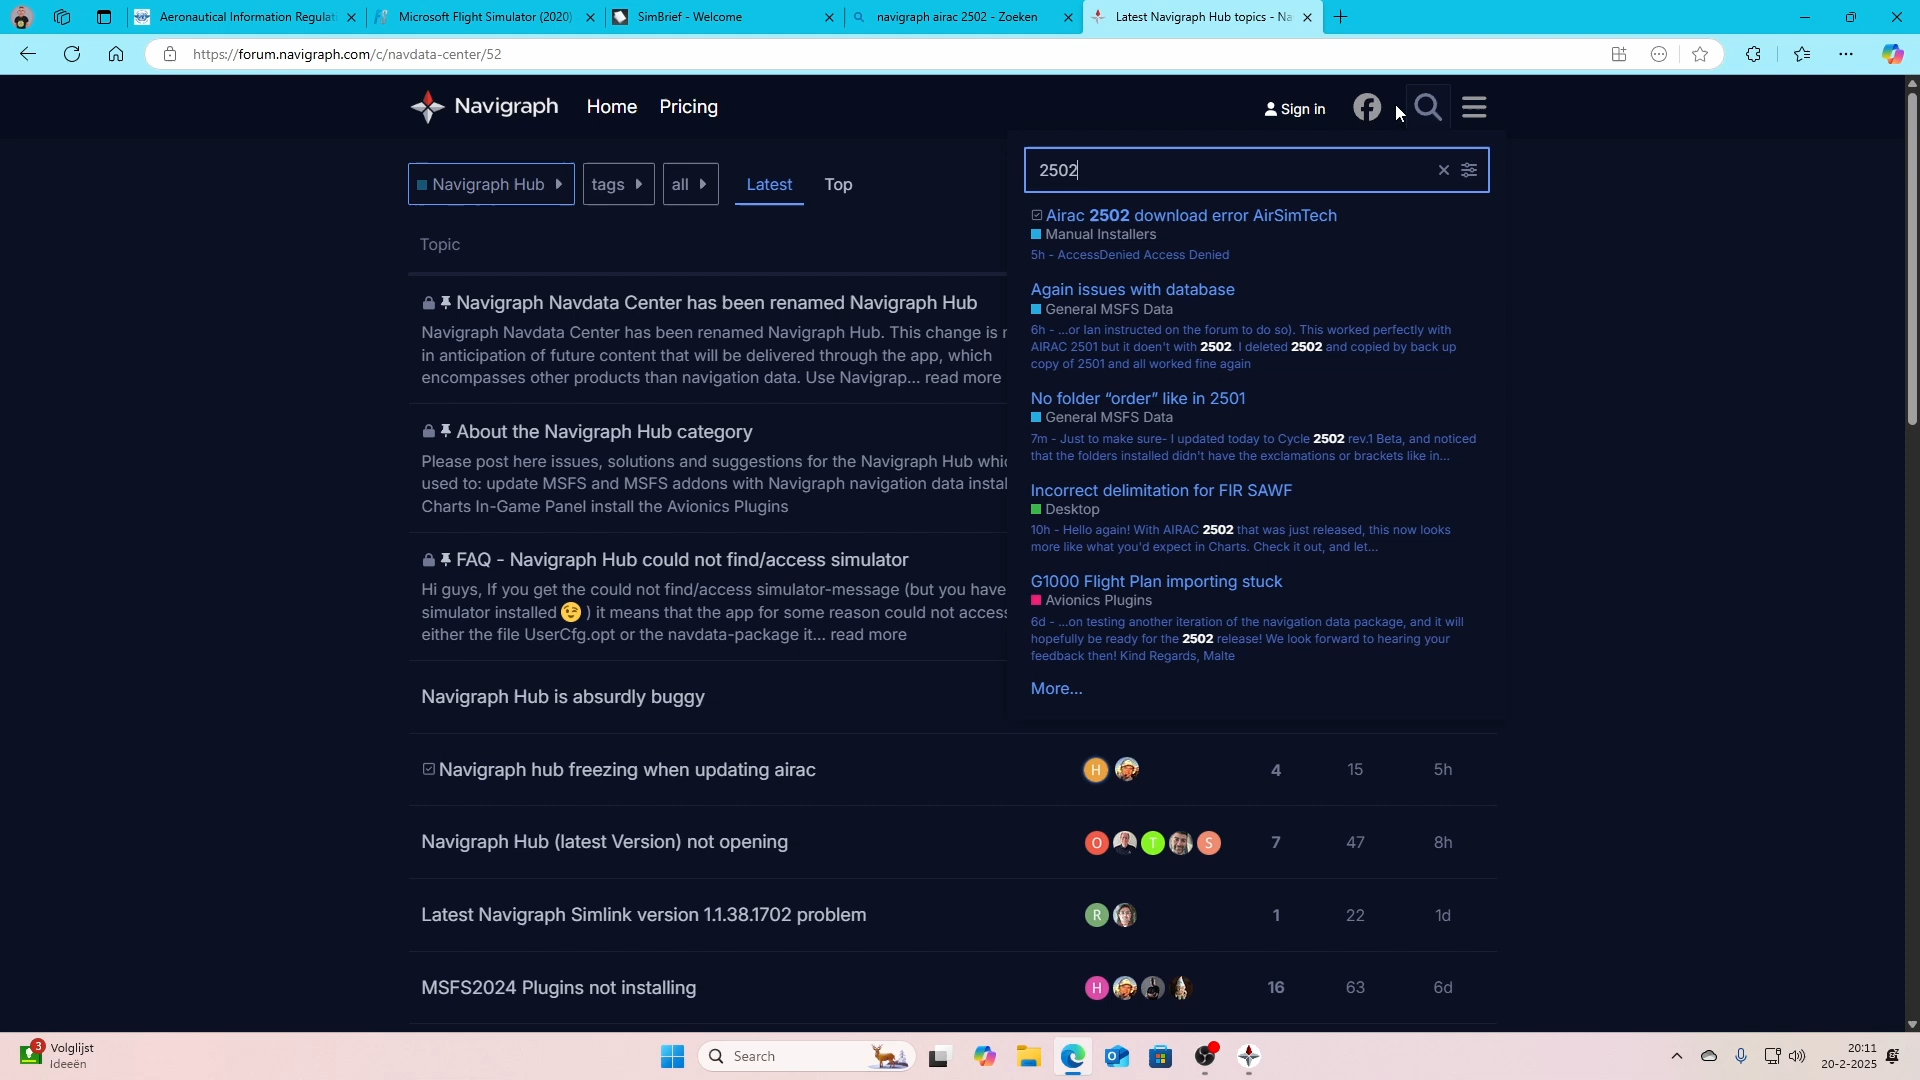 Aeronautical Information Regulat
Microsoft Flight Simulator (2020)
SimBrief - Welcome
navigraph airac 2502 - Zoeken
Latest Navigraph Hub topics - Na
https://forum.navigraph.com/c/navdata-center/52
Navigraph
Home
Pricing
Sign in
2502
Navigraph Hub
tags
all
Latest
Top
Topic
Navigraph Navdata Center has been renamed Navigraph Hub
Navigraph Navdata Center has been renamed Navigraph Hub. This change is
in anticipation of future content that will be delivered through the app, which
encompasses other products than navigation data. Use Navigrap... read more
About the Navigraph Hub category
Please post here issues, solutions and suggestions for the Navigraph Hub whic
used to: update MSFS and MSFS addons with Navigraph navigation data instal
Charts In-Game Panel install the Avionics Plugins
FAQ - Navigraph Hub could not find/access simulator
Hi guys, If you get the could not find/access simulator-message (but you have
simulator installed 😉 ) it means that the app for some reason could not acces
either the file UserCfg.opt or the navdata-package it... read more
Navigraph Hub is absurdly buggy
Navigraph hub freezing when updating airac
H
4
15
5h
Navigraph Hub (latest Version) not opening
O
T
S
7
47
8h
Latest Navigraph Simlink version 1.1.38.1702 problem
R
1
22
1d
MSFS2024 Plugins not installing
H
16
63
6d
Airac 2502 download error AirSimTech
Manual Installers
5h - AccessDenied Access Denied
Again issues with database
General MSFS Data
6h - ...or Ian instructed on the forum to do so). This worked perfectly with
AIRAC 2501 but it doen't with 2502. I deleted 2502 and copied by back up
copy of 2501 and all worked fine again
No folder “order” like in 2501
General MSFS Data
7m - Just to make sure- I updated today to Cycle 2502 rev.1 Beta, and noticed
that the folders installed didn't have the exclamations or brackets like in...
Incorrect delimitation for FIR SAWF
Desktop
10h - Hello again! With AIRAC 2502 that was just released, this now looks
more like what you'd expect in Charts. Check it out, and let...
G1000 Flight Plan importing stuck
Avionics Plugins
6d - ...on testing another iteration of the navigation data package, and it will
hopefully be ready for the 2502 release! We look forward to hearing your
feedback then! Kind Regards, Malte
More...
3
Volglijst
Ideeën
Search
20:11
20-2-2025